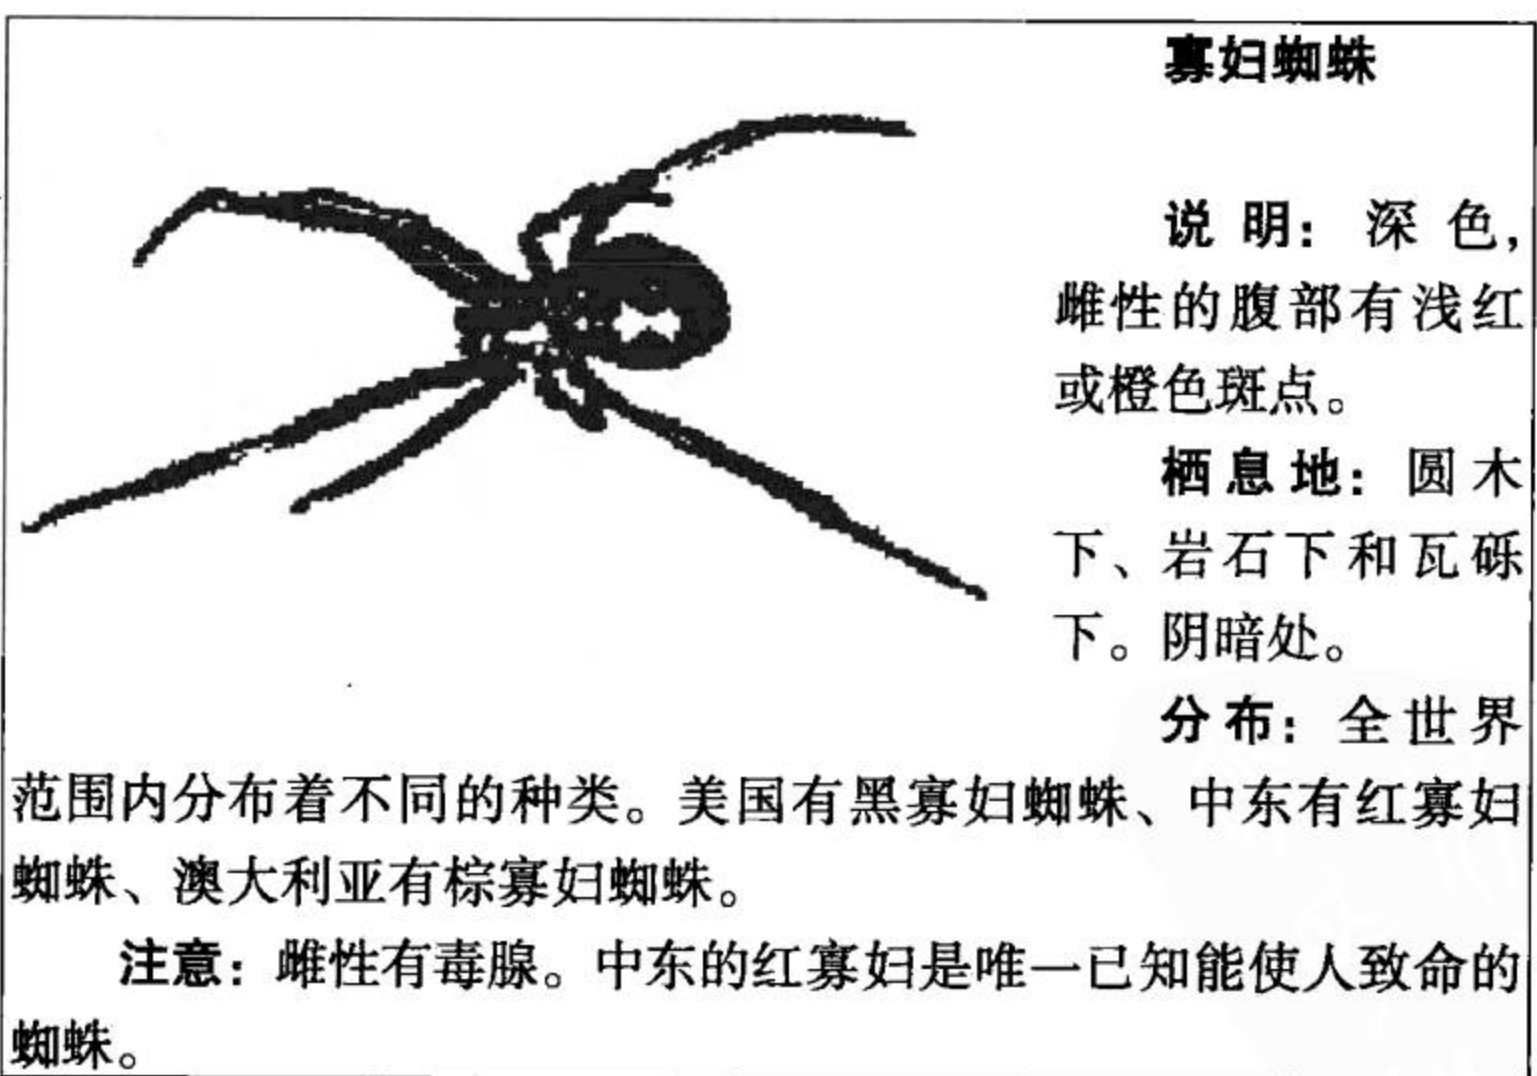 寡妇蜘蛛
说明：深色，
雌性的腹部有浅红
或橙色斑点。
栖息地：圆木
下、岩石下和瓦砾
下。阴暗处。
分布：全世界
范围内分布着不同的种类。美国有黑寡妇蜘蛛、中东有红寡妇
蜘蛛、澳大利亚有棕寡妇蜘蛛。
注意：雌性有毒腺。中东的红寡妇是唯一已知能使人致命的
蜘蛛。